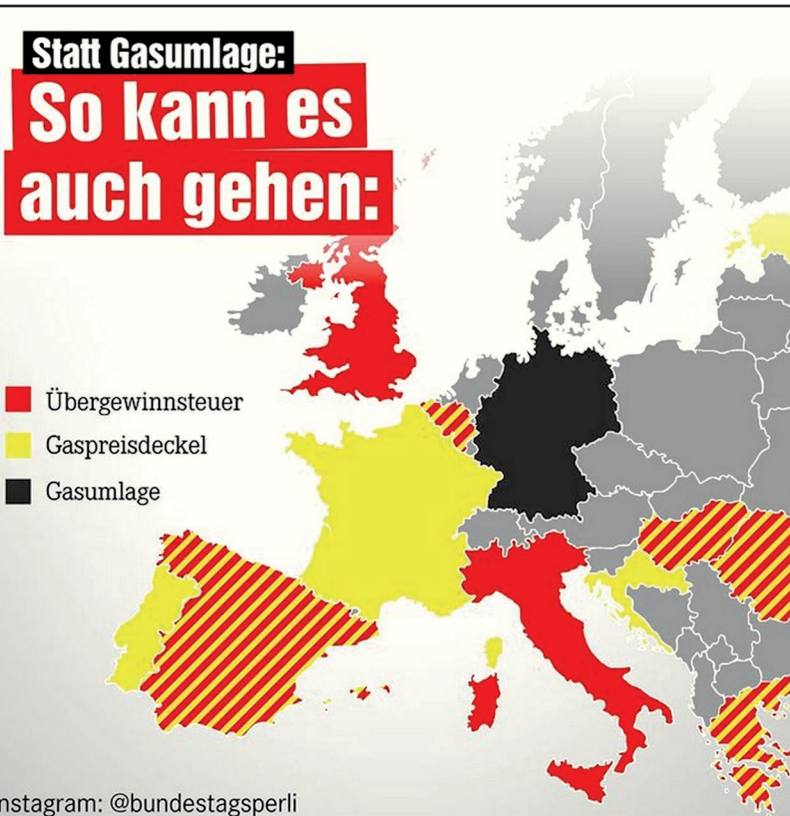 Statt Gasumlage:
So kann es
auch gehen:
Übergewinnsteuer
Gaspreisdeckel
Gasumlage
nstagram: @bundestagsperli